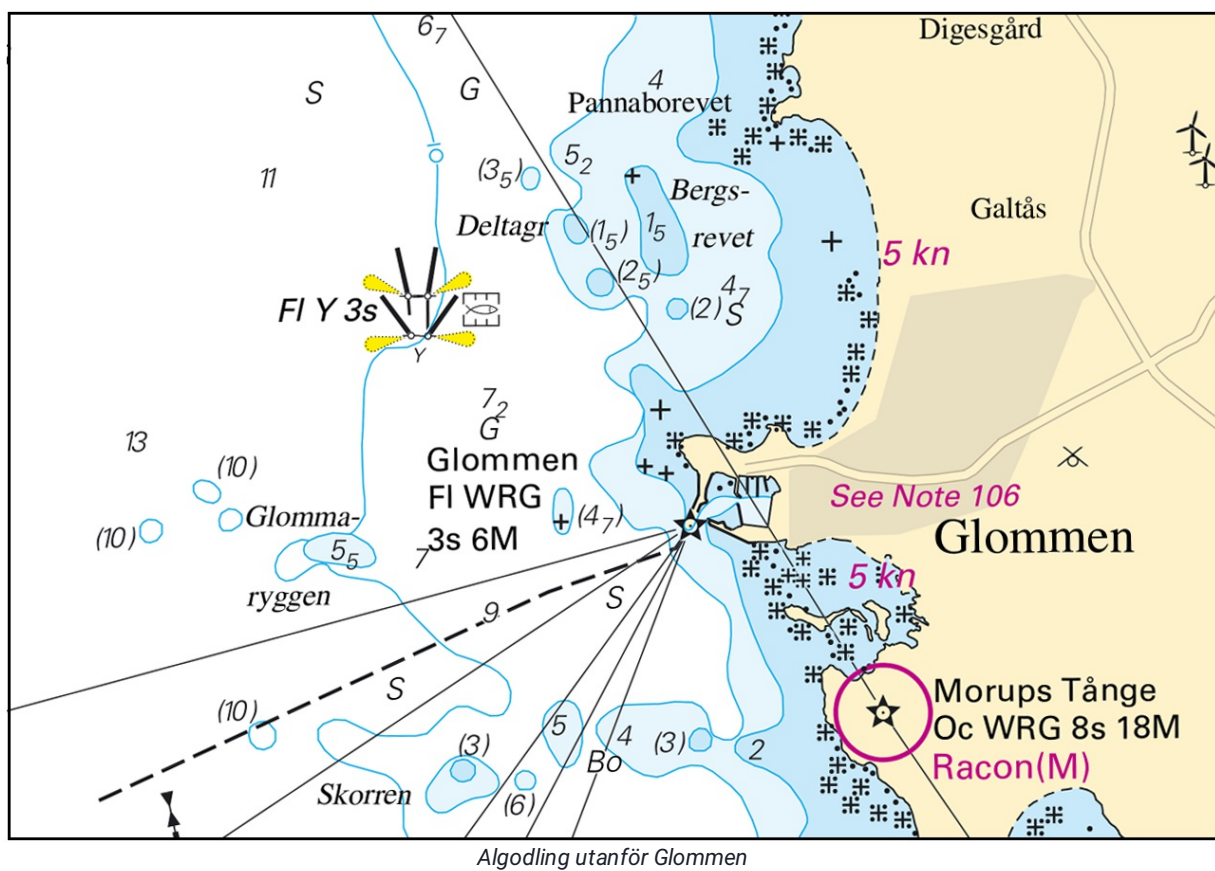 6₇
Digesgård
S
G
4
Pannaborevet
11
(3₅)
5₂
Bergs-
revet
Galtås
Deltagr
(1₅)
1₅
5 kn
(2₅)
4₇
Fl Y 3s
(2)
S
Y
7₂
G
13
(10)
Glommen
Fl WRG
3s 6M
See Note 106
(10)
Glomma-
ryggen
5₅
7
(4₇)
Glommen
5 kn
9
S
S
Morups Tånge
Oc WRG 8s 18M
Racon(M)
(10)
5
4
(3)
2
(3)
Bo
Skorren
(6)
Algodling utanför Glommen